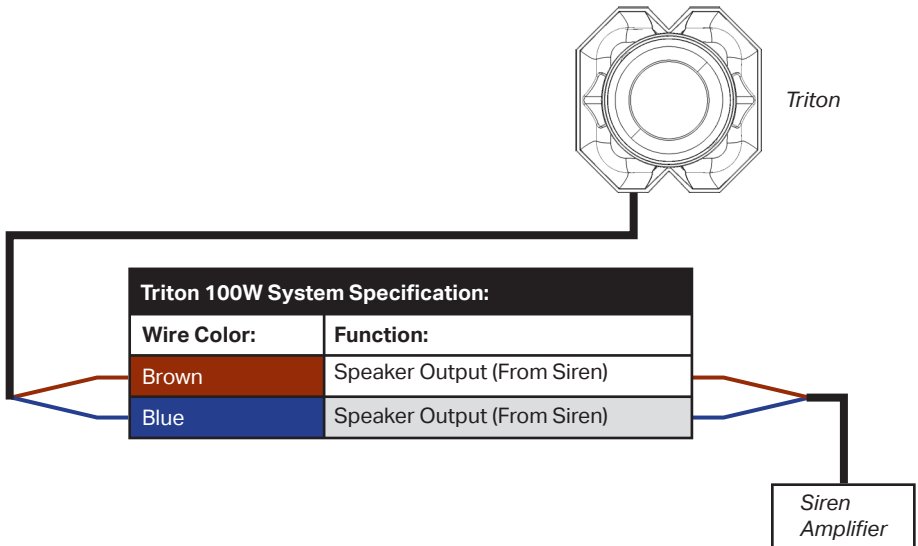 Triton
Triton 100W System Specification:
Wire Color: Function:
Brown Speaker Output (From Siren)
Blue Speaker Output (From Siren)
Siren
Amplifier